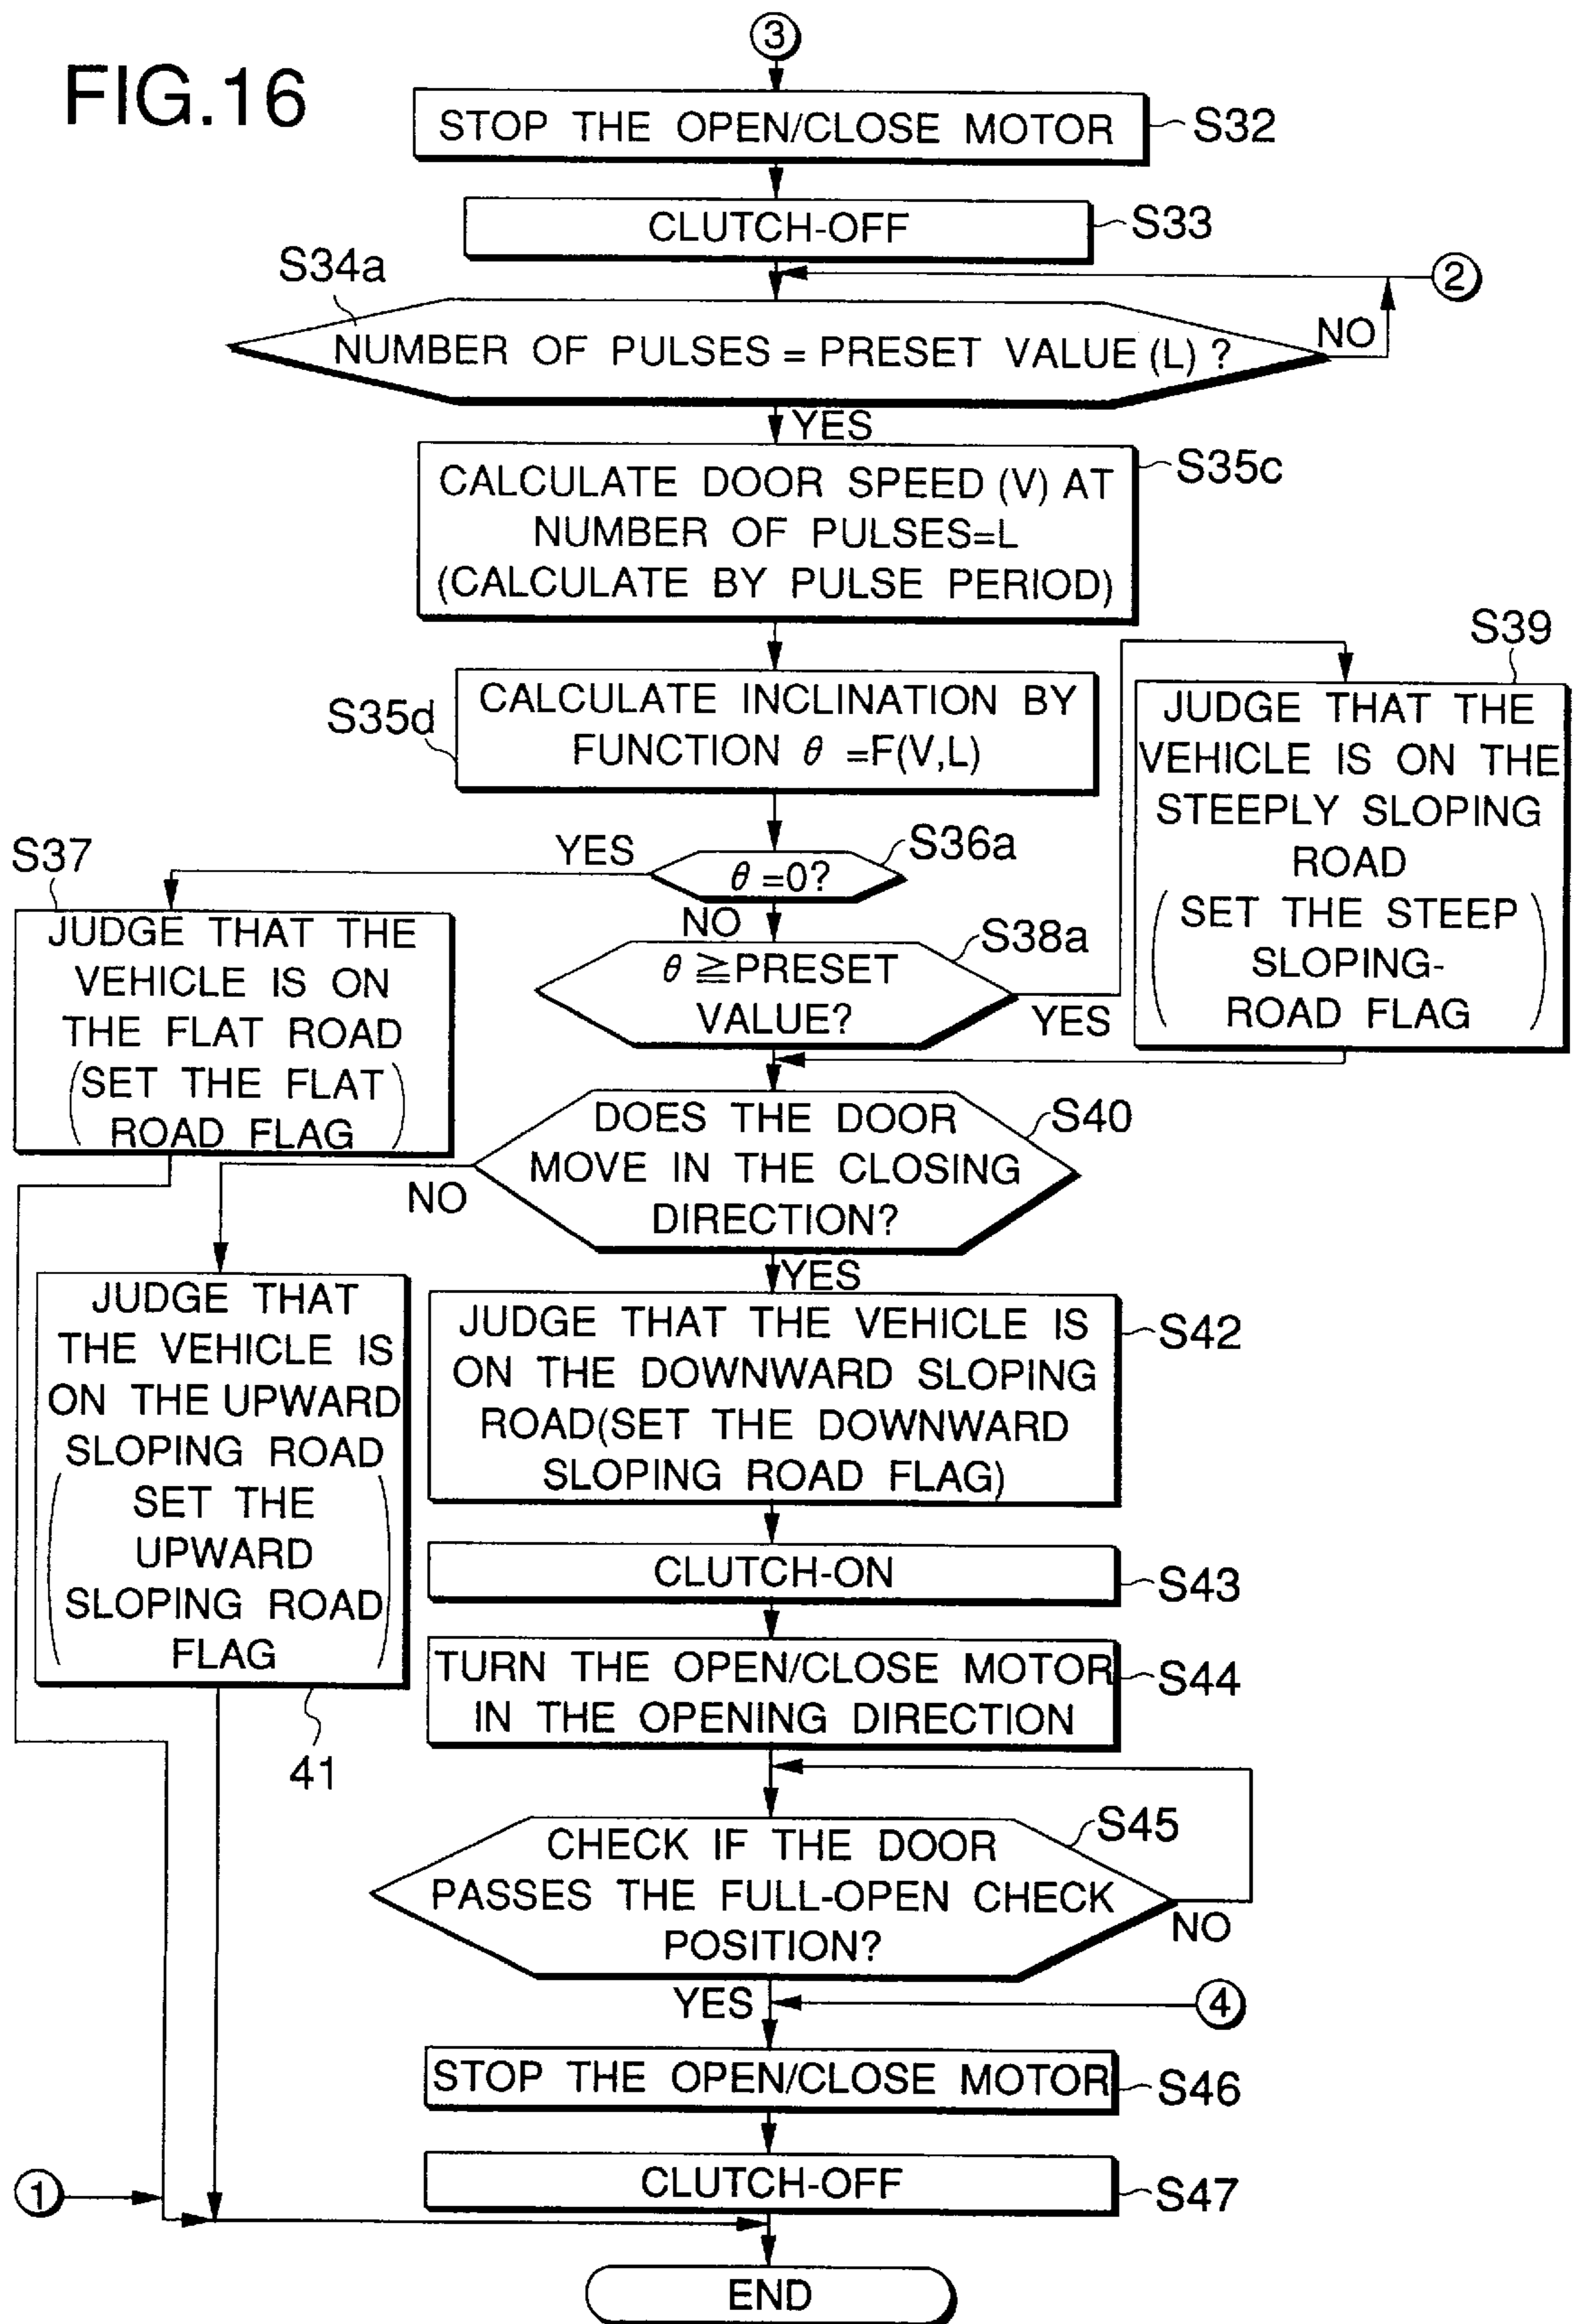 FIG.16
3
STOP THE OPEN/CLOSE MOTOR
S32
CLUTCH-OFF
S33
2
S34a
NUMBER OF PULSES = PRESET VALUE (L) ?
NO
YES
CALCULATE DOOR SPEED (V) AT
NUMBER OF PULSES=L
(CALCULATE BY PULSE PERIOD)
S35c
S35d
CALCULATE INCLINATION BY
FUNCTION θ =F(V,L)
S39
JUDGE THAT THE
VEHICLE IS ON THE
STEEPLY SLOPING
ROAD
(SET THE STEEP
SLOPING-
ROAD FLAG)
S36a
θ =0?
YES
NO
S37
JUDGE THAT THE
VEHICLE IS ON
THE FLAT ROAD
(SET THE FLAT
ROAD FLAG)
S38a
θ ≧PRESET
VALUE?
YES
S40
DOES THE DOOR
MOVE IN THE CLOSING
DIRECTION?
NO
YES
JUDGE THAT
THE VEHICLE IS
ON THE UPWARD
SLOPING ROAD
(SET THE
UPWARD
SLOPING ROAD
FLAG)
41
JUDGE THAT THE VEHICLE IS
ON THE DOWNWARD SLOPING
ROAD(SET THE DOWNWARD
SLOPING ROAD FLAG)
S42
CLUTCH-ON
S43
TURN THE OPEN/CLOSE MOTOR
IN THE OPENING DIRECTION
S44
S45
CHECK IF THE DOOR
PASSES THE FULL-OPEN CHECK
POSITION?
NO
YES
4
STOP THE OPEN/CLOSE MOTOR
S46
CLUTCH-OFF
S47
1
END